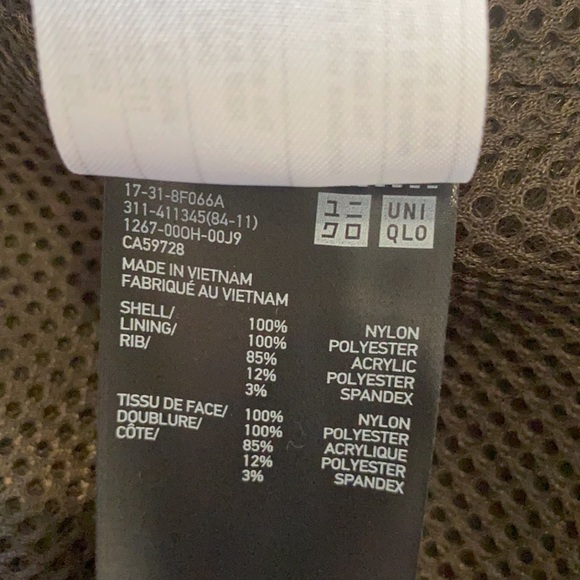 17-31-8F066A
311-411345(84-11)
1267-000H-00J9
CA59728
ユニ
クロ
UNI
QLO
MADE IN VIETNAM
FABRIQUÉ AU VIETNAM
SHELL/ 100% NYLON
LINING/ 100% POLYESTER
RIB/ 85% ACRYLIC
12% POLYESTER
3% SPANDEX
TISSU DE FACE/ 100% NYLON
DOUBLURE/ 100% POLYESTER
CÔTE/ 85% ACRYLIQUE
12% POLYESTER
3% SPANDEX